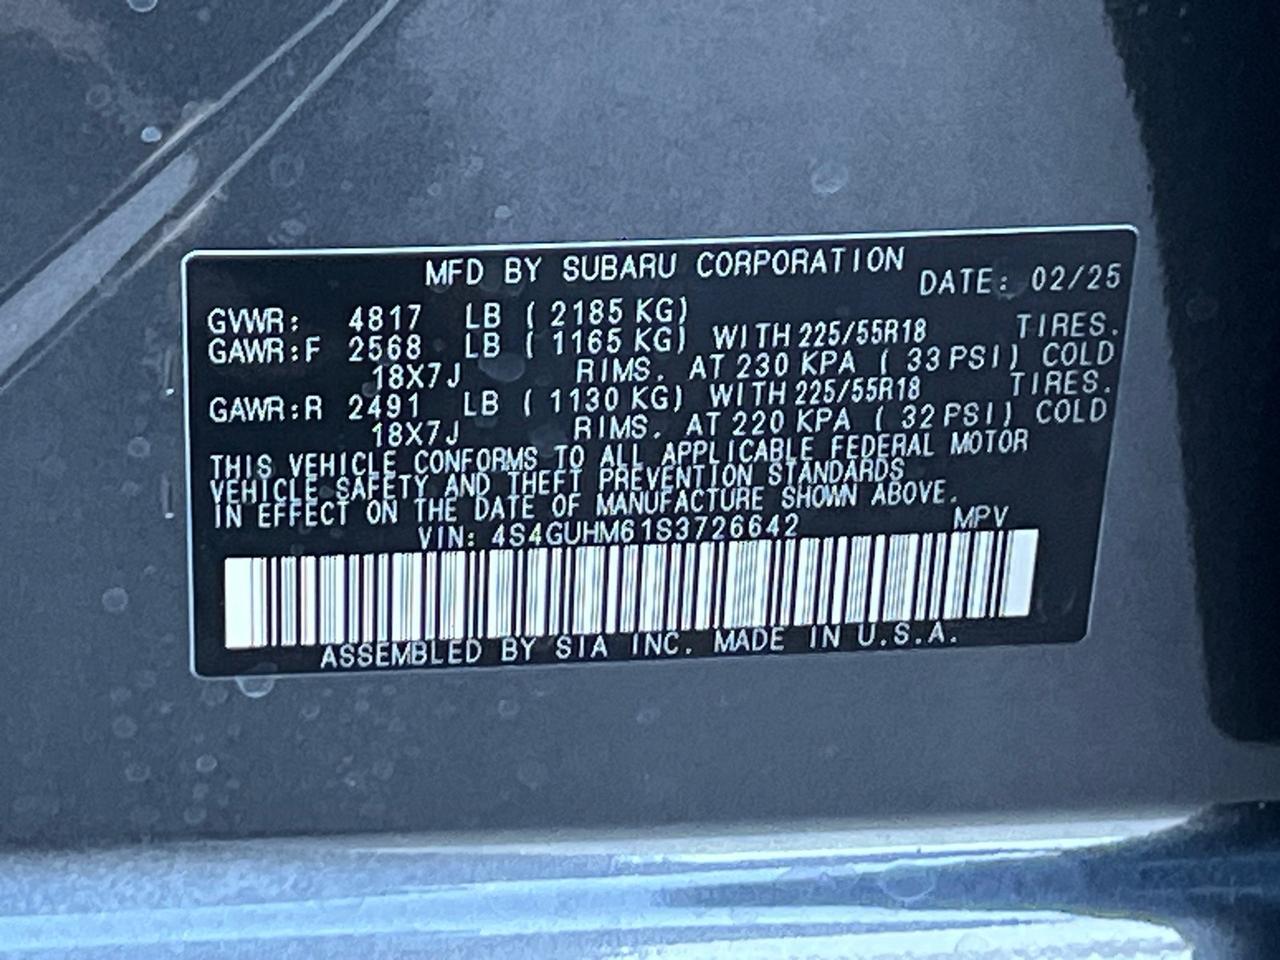 MFD BY SUBARU CORPORATION DATE: 02/25
GVWR: 4817 LB ( 2185 KG)
GAWR:F 2568 LB ( 1165 KG) WITH 225/55R18 TIRES.
18X7J RIMS. AT 230 KPA ( 33 PSI) COLD
GAWR:R 2491 LB ( 1130 KG) WITH 225/55R18 TIRES.
18X7J RIMS. AT 220 KPA ( 32 PSI) COLD
THIS VEHICLE CONFORMS TO ALL APPLICABLE FEDERAL MOTOR
VEHICLE SAFETY AND THEFT PREVENTION STANDARDS
IN EFFECT ON THE DATE OF MANUFACTURE SHOWN ABOVE.
VIN: 4S4GUHM61S3726642 MPV
ASSEMBLED BY SIA INC. MADE IN U.S.A.